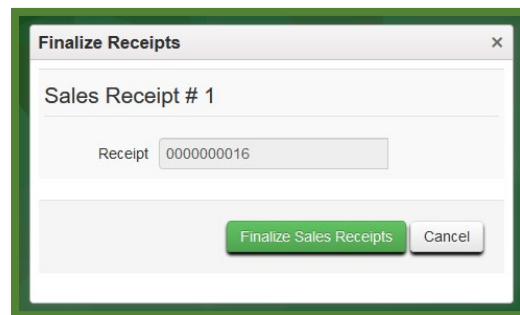 Finalize Receipts ×
Sales Receipt # 1
Receipt 0000000016
Finalize Sales Receipts Cancel